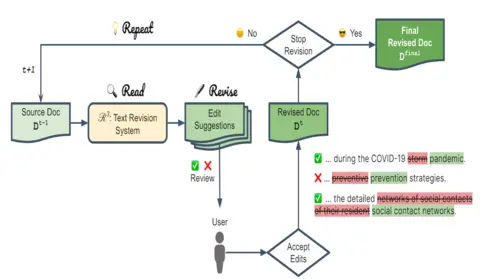 Repeat
No
Stop
Revision
Yes
Final
Revised Doc
D^final
t+1
Read
Revise
Source Doc
D^t-1
ℛ3: Text Revision
System
Edit
Suggestions
Revised Doc
D^t
Review
User
Accept
Edits
... during the COVID-19 storm pandemic.
... preventive prevention strategies.
... the detailed networks of social contacts
of their resident social contact networks.